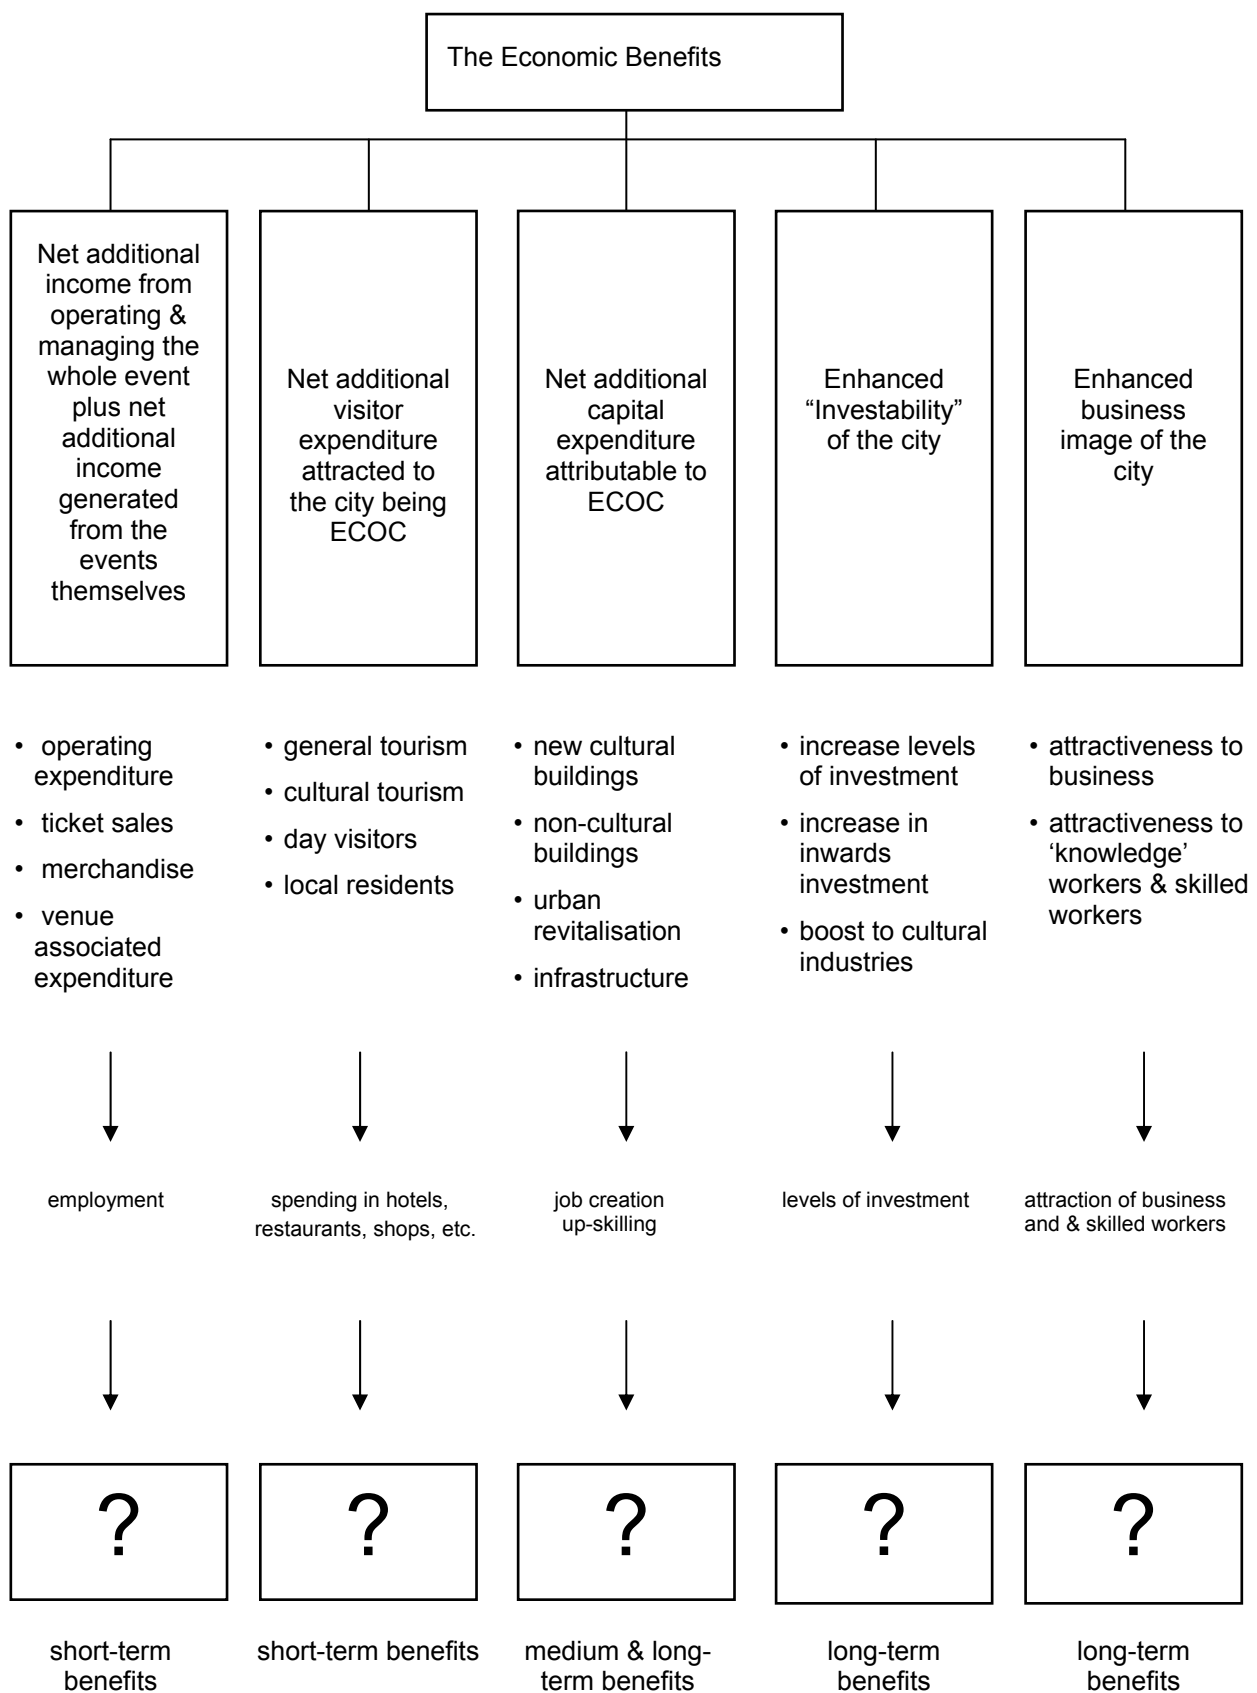 The Economic Benefits
Net additional
income from
operating &
managing the
whole event
plus net
additional
income
generated
from the
events
themselves
Net additional
visitor
expenditure
attracted to
the city being
ECOC
Net additional
capital
expenditure
attributable to
ECOC
Enhanced
“Investability”
of the city
Enhanced
business
image of the
city
• operating
expenditure
• ticket sales
• merchandise
• venue
associated
expenditure
• general tourism
• cultural tourism
• day visitors
• local residents
• new cultural
buildings
• non-cultural
buildings
• urban
revitalisation
• infrastructure
• increase levels
of investment
• increase in
inwards
investment
• boost to cultural
industries
• attractiveness to
business
• attractiveness to
‘knowledge’
workers & skilled
workers
employment
spending in hotels,
restaurants, shops, etc.
job creation
up-skilling
levels of investment
attraction of business
and & skilled workers
?
?
?
?
?
short-term
benefits
short-term benefits
medium & long-
term benefits
long-term
benefits
long-term
benefits